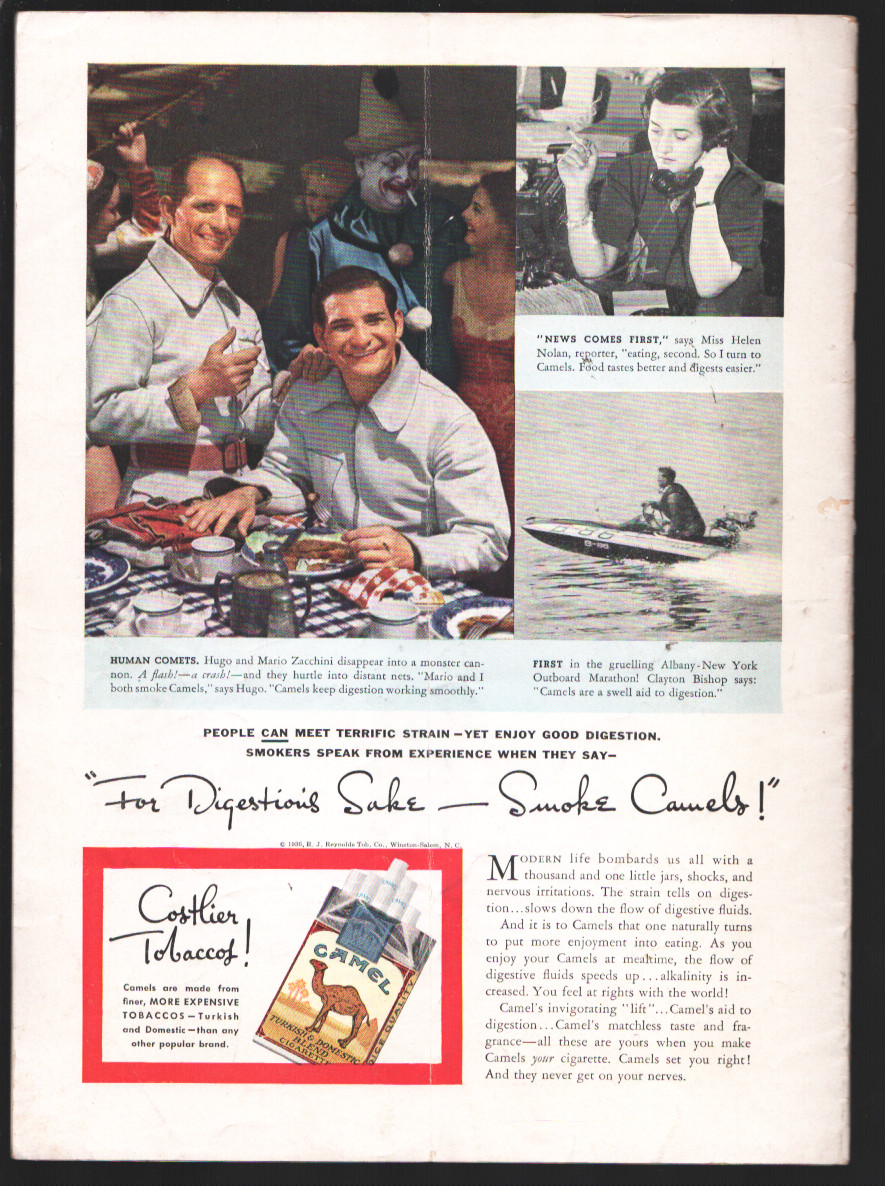 "NEWS COMES FIRST," says Miss Helen
Nolan, reporter, "eating, second. So I turn to
Camels. Food tastes better and digests easier."
B-195
HUMAN COMETS. Hugo and Mario Zacchini disappear into a monster can-
non. A flash!—a crash!—and they hurtle into distant nets. "Mario and I
both smoke Camels," says Hugo. "Camels keep digestion working smoothly."
FIRST in the gruelling Albany-New York
Outboard Marathon! Clayton Bishop says:
"Camels are a swell aid to digestion."
PEOPLE CAN MEET TERRIFIC STRAIN—YET ENJOY GOOD DIGESTION.
SMOKERS SPEAK FROM EXPERIENCE WHEN THEY SAY—
"For Digestion's Sake — Smoke Camels!"
© 1936, R. J. Reynolds Tob. Co., Winston-Salem, N. C.
Costlier
Tobaccos!
Camels are made from
finer, MORE EXPENSIVE
TOBACCOS—Turkish
and Domestic—than any
other popular brand.
CAMEL
TURKISH & DOMESTIC
BLEND
CIGARETTES
ICE QUALITY
MODERN life bombards us all with a
thousand and one little jars, shocks, and
nervous irritations. The strain tells on diges-
tion...slows down the flow of digestive fluids.
And it is to Camels that one naturally turns
to put more enjoyment into eating. As you
enjoy your Camels at mealtime, the flow of
digestive fluids speeds up...alkalinity is in-
creased. You feel at rights with the world!
Camel's invigorating "lift"...Camel's aid to
digestion...Camel's matchless taste and fra-
grance—all these are yours when you make
Camels your cigarette. Camels set you right!
And they never get on your nerves.